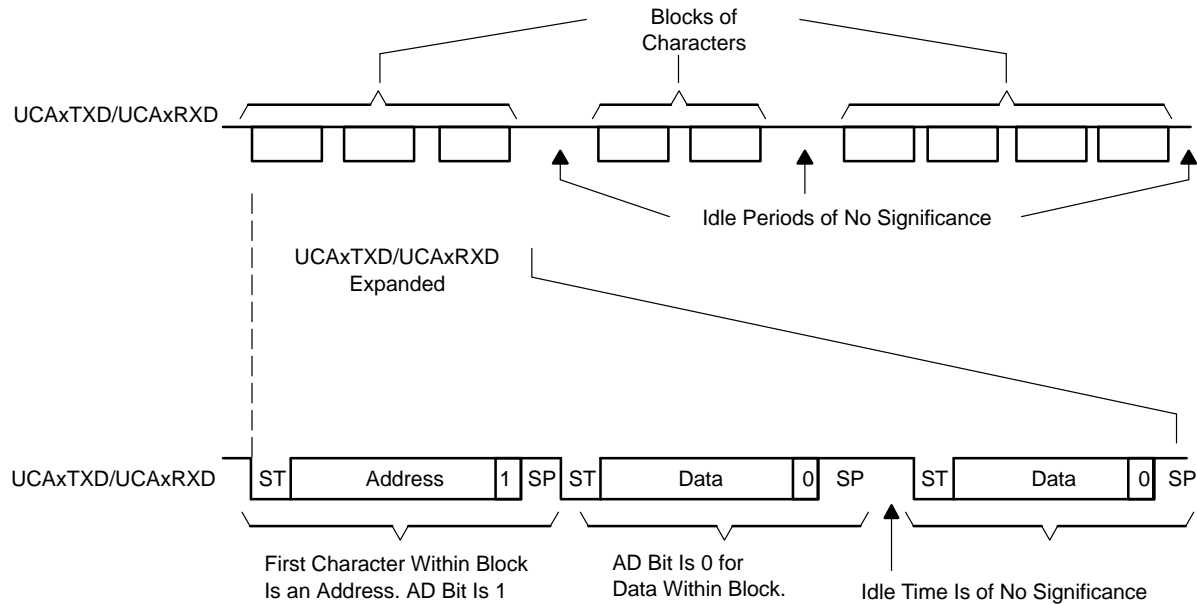 Blocks of
Characters
UCAxTXD/UCAxRXD
Idle Periods of No Significance
UCAxTXD/UCAxRXD
Expanded
UCAxTXD/UCAxRXD
ST Address 1 SP ST Data 0 SP ST Data 0 SP
First Character Within Block
Is an Address. AD Bit Is 1
AD Bit Is 0 for
Data Within Block.
Idle Time Is of No Significance